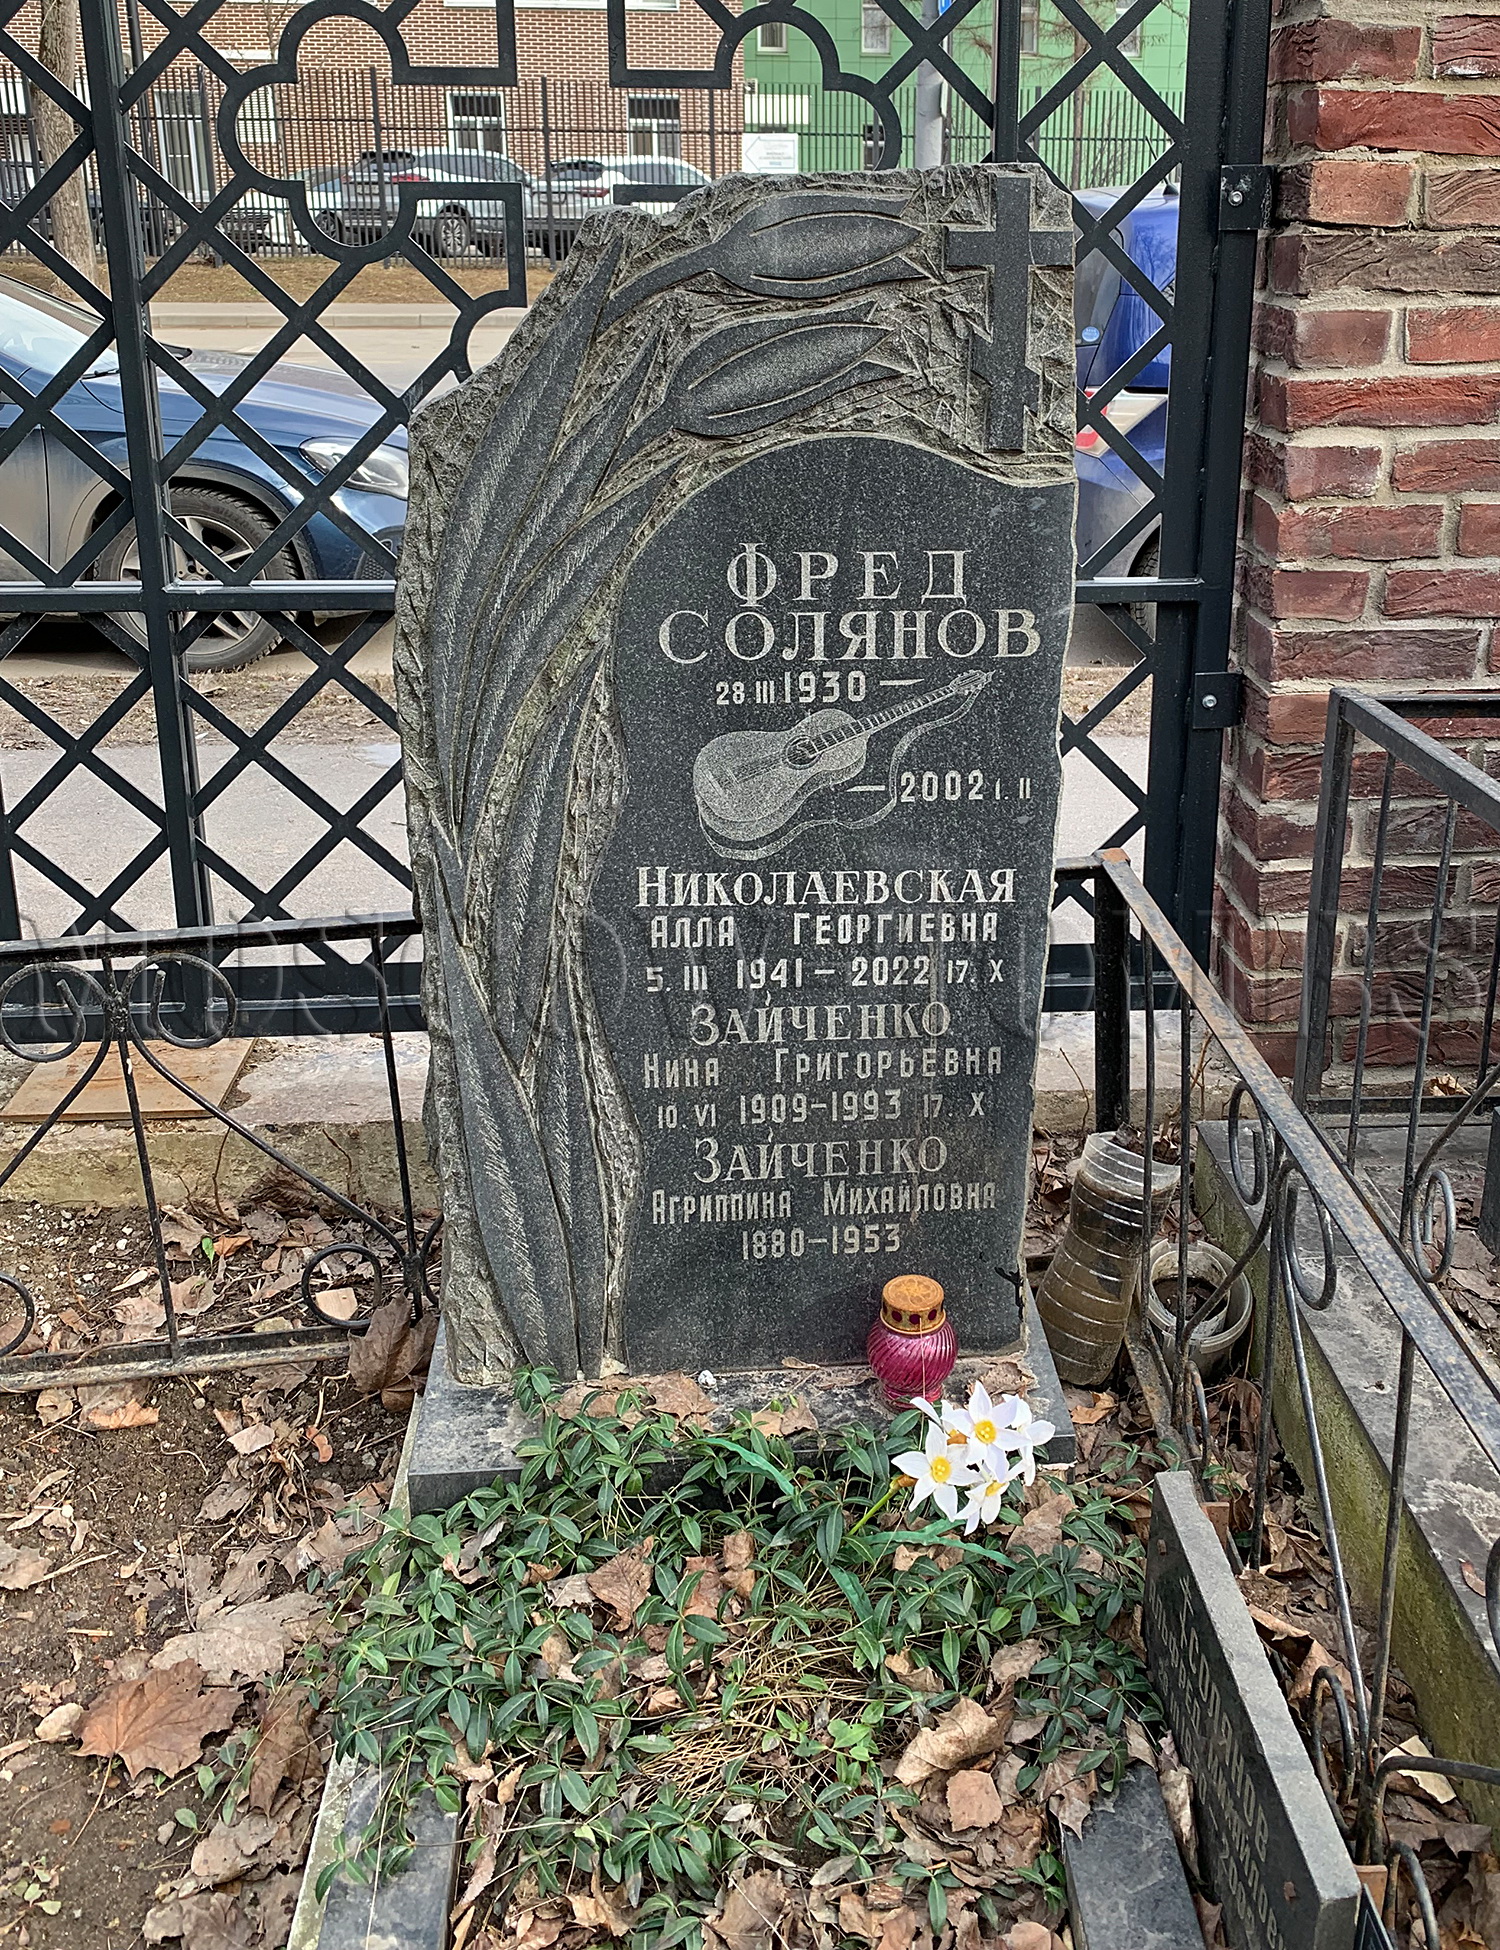 ФРЕД
СОЛЯНОВ
28 III 1930 —
— 2002 I. II
НИКОЛАЕВСКАЯ
АЛЛА ГЕОРГИЕВНА
5. III 1941 — 2022 17. X
ЗАЙЧЕНКО
НИНА ГРИГОРЬЕВНА
10. VI 1909-1993 17. X
ЗАЙЧЕНКО
АГРИППИНА МИХАЙЛОВНА
1880-1953
СОЛЯНОВ